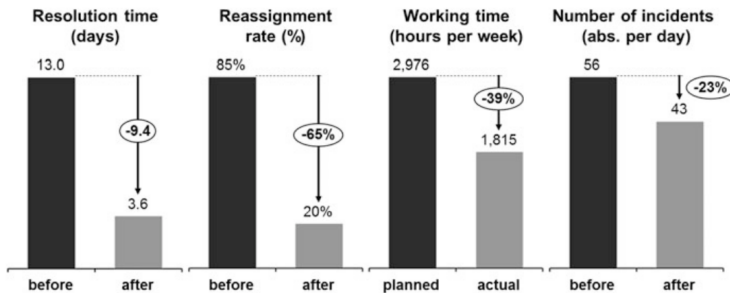 Resolution time
(days)
13.0
-9.4
3.6
before after
Reassignment
rate (%)
85%
-65%
20%
before after
Working time
(hours per week)
2,976
-39%
1,815
planned actual
Number of incidents
(abs. per day)
56
-23%
43
before after